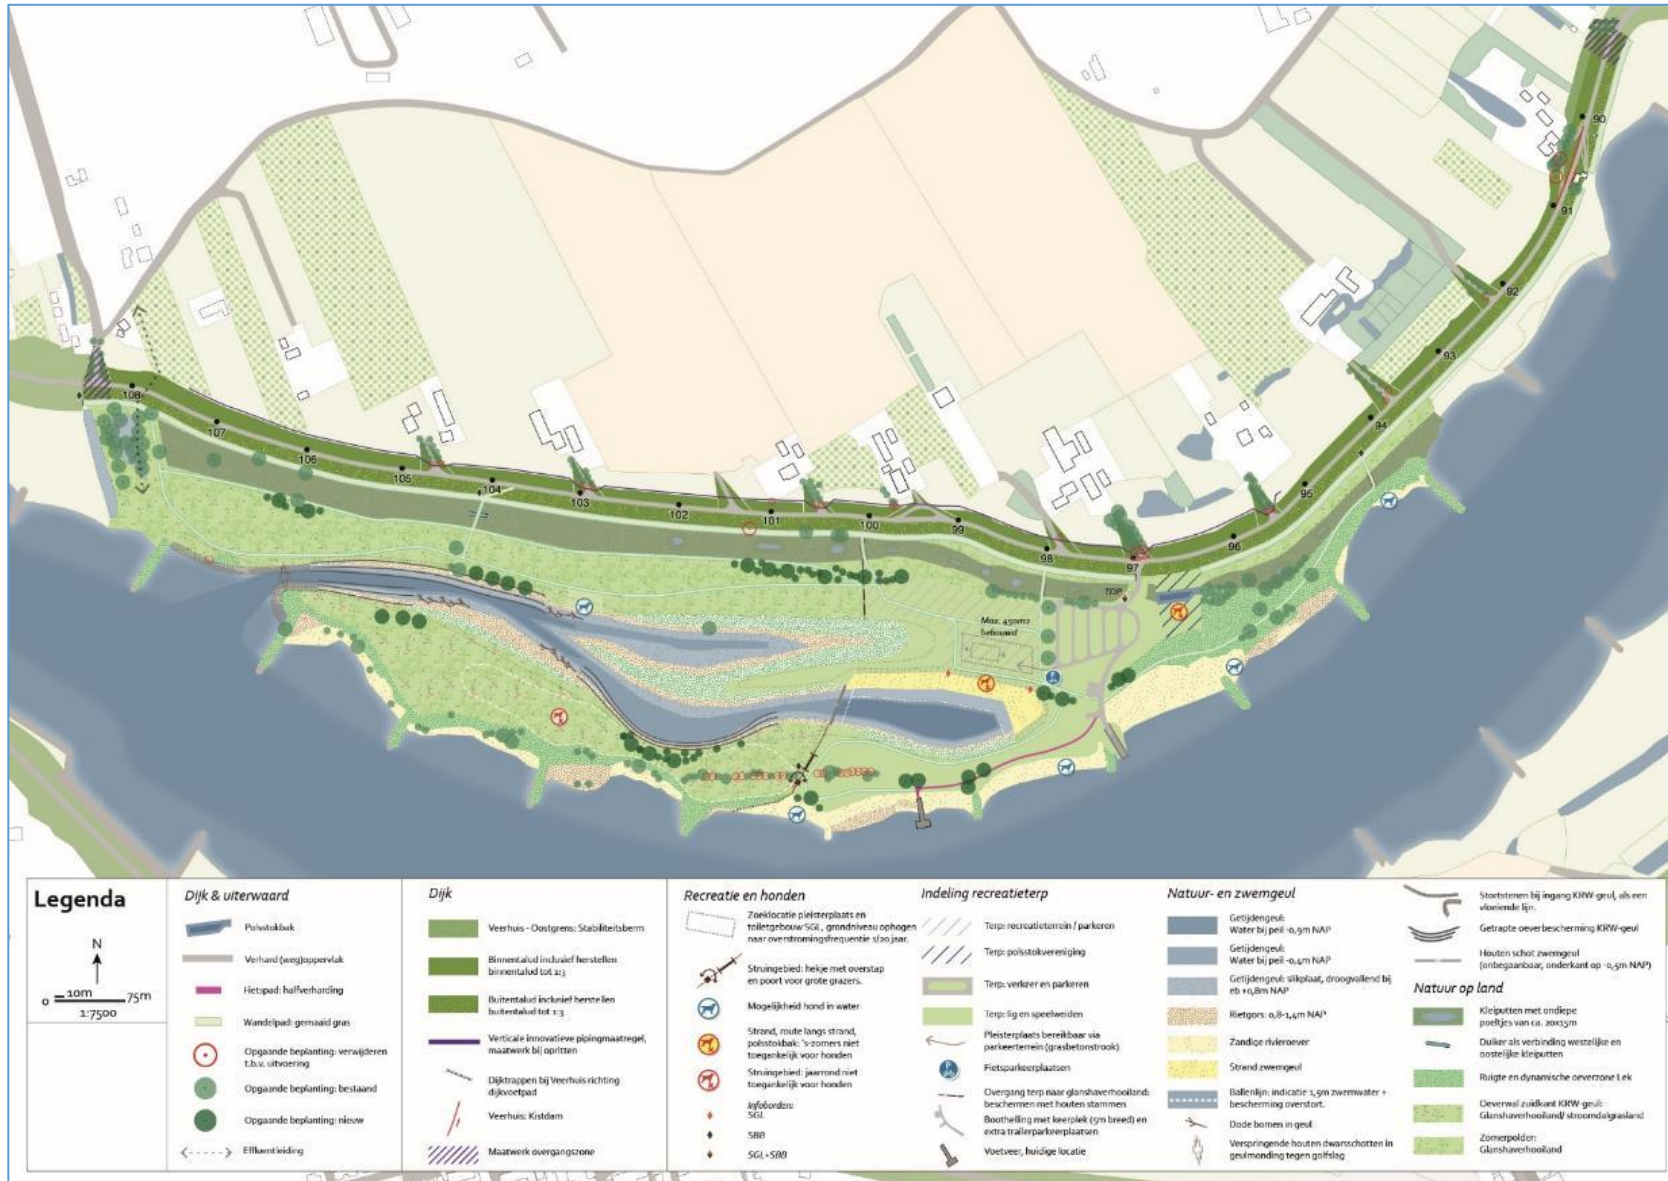 90
91
92
93
94
95
96
97
98
99
100
101
102
103
104
105
106
107
108
TOP
Max. 450m2
bebouwd
Legenda
N
0 10m 75m
1:7500
Dijk & uiterwaard
Polsstokbak
Verhard (weg)oppervlak
Fietspad: halfverharding
Wandelpad: gemaaid gras
Opgaande beplanting: verwijderen
t.b.v. uitvoering
Opgaande beplanting: bestaand
Opgaande beplanting: nieuw
Effluentleiding
Dijk
Veerhuis - Oostgrens: Stabiliteitsberm
Binnentalud inclusief herstellen
binnentalud tot 1:3
Buitentalud inclusief herstellen
buitentalud tot 1:3
Verticale innovatieve pipingmaatregel,
maatwerk bij opritten
Dijktrappen bij Veerhuis richting
dijkvoetpad
Veerhuis: Kistdam
Maatwerk overgangszone
Recreatie en honden
Zoeklocatie pleisterplaats en
toiletgebouw SGL, grondniveau ophogen
naar overstromingsfrequentie 1/20 jaar.
Struingebied: hekje met overstap
en poort voor grote grazers.
Mogelijkheid hond in water
Strand, route langs strand,
polsstokbak: 's-zomers niet
toegankelijk voor honden
Struingebied: jaarrond niet
toegankelijk voor honden
Infoborden:
SGL
SBB
SGL+SBB
Indeling recreatieterp
Terp: recreatieterrein / parkeren
Terp: polsstokvereniging
Terp: verkeer en parkeren
Terp: lig en speelweiden
Pleisterplaats bereikbaar via
parkeerterrein (grasbetonstrook)
Fietsparkeerplaatsen
Overgang terp naar glanshaverhooiland:
beschermen met houten stammen
Boothelling met keerplek (5m breed) en
extra trailerparkeerplaatsen
Voetveer, huidige locatie
Natuur- en zwemgeul
Getijdengeul:
Water bij peil -0,9m NAP
Getijdengeul:
Water bij peil -0,4m NAP
Getijdengeul: slikplaat, droogvallend bij
eb +0,8m NAP
Rietgors: 0,8-1,4m NAP
Zandige rivieroever
Strand zwemgeul
Ballenlijn: indicatie 1,5m zwemwater +
bescherming overstort.
Dode bomen in geul
Verspringende houten dwarsschotten in
geulmonding tegen golfslag
Stortstenen bij ingang KRW-geul, als een
vloeiende lijn.
Getrapte oeverbescherming KRW-geul
Houten schot zwemgeul
(onbegaanbaar, onderkant op -0,5m NAP)
Natuur op land
Kleiputten met ondiepe
poeltjes van ca. 20x15m
Duiker als verbinding westelijke en
oostelijke kleiputten
Ruigte en dynamische oeverzone Lek
Oeverwal zuidkant KRW-geul:
Glanshaverhooiland/ stroomdalgrasland
Zomerpolder:
Glanshaverhooiland